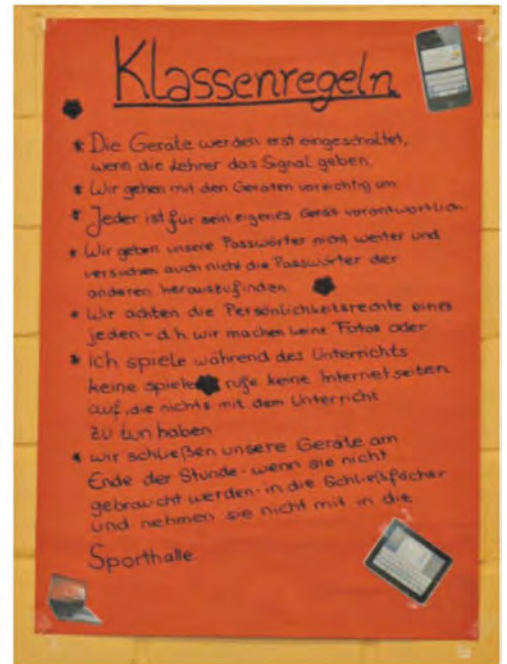 Klassenregeln
* Die Geräte werden erst eingeschaltet,
wenn die Lehrer das Signal geben.
* Wir gehen mit den Geräten vorsichtig um
* Jeder ist für sein eigenes Gerät verantwortlich.
* Wir geben unsere Passwörter nicht weiter und
versuchen auch nicht die Passwörter der
anderen herauszufinden
* Wir achten die Persönlichkeitsrechte eines
jeden - d.h. wir machen keine Fotos oder
* Ich spiele während des Unterrichts
keine Spiele rufe keine Internetseiten
auf, die nichts mit dem Unterricht
zu tun haben
* Wir schließen unsere Geräte am
Ende der Stunde - wenn sie nicht
gebraucht werden - in die Schließfächer
und nehmen sie nicht mit in die
Sporthalle